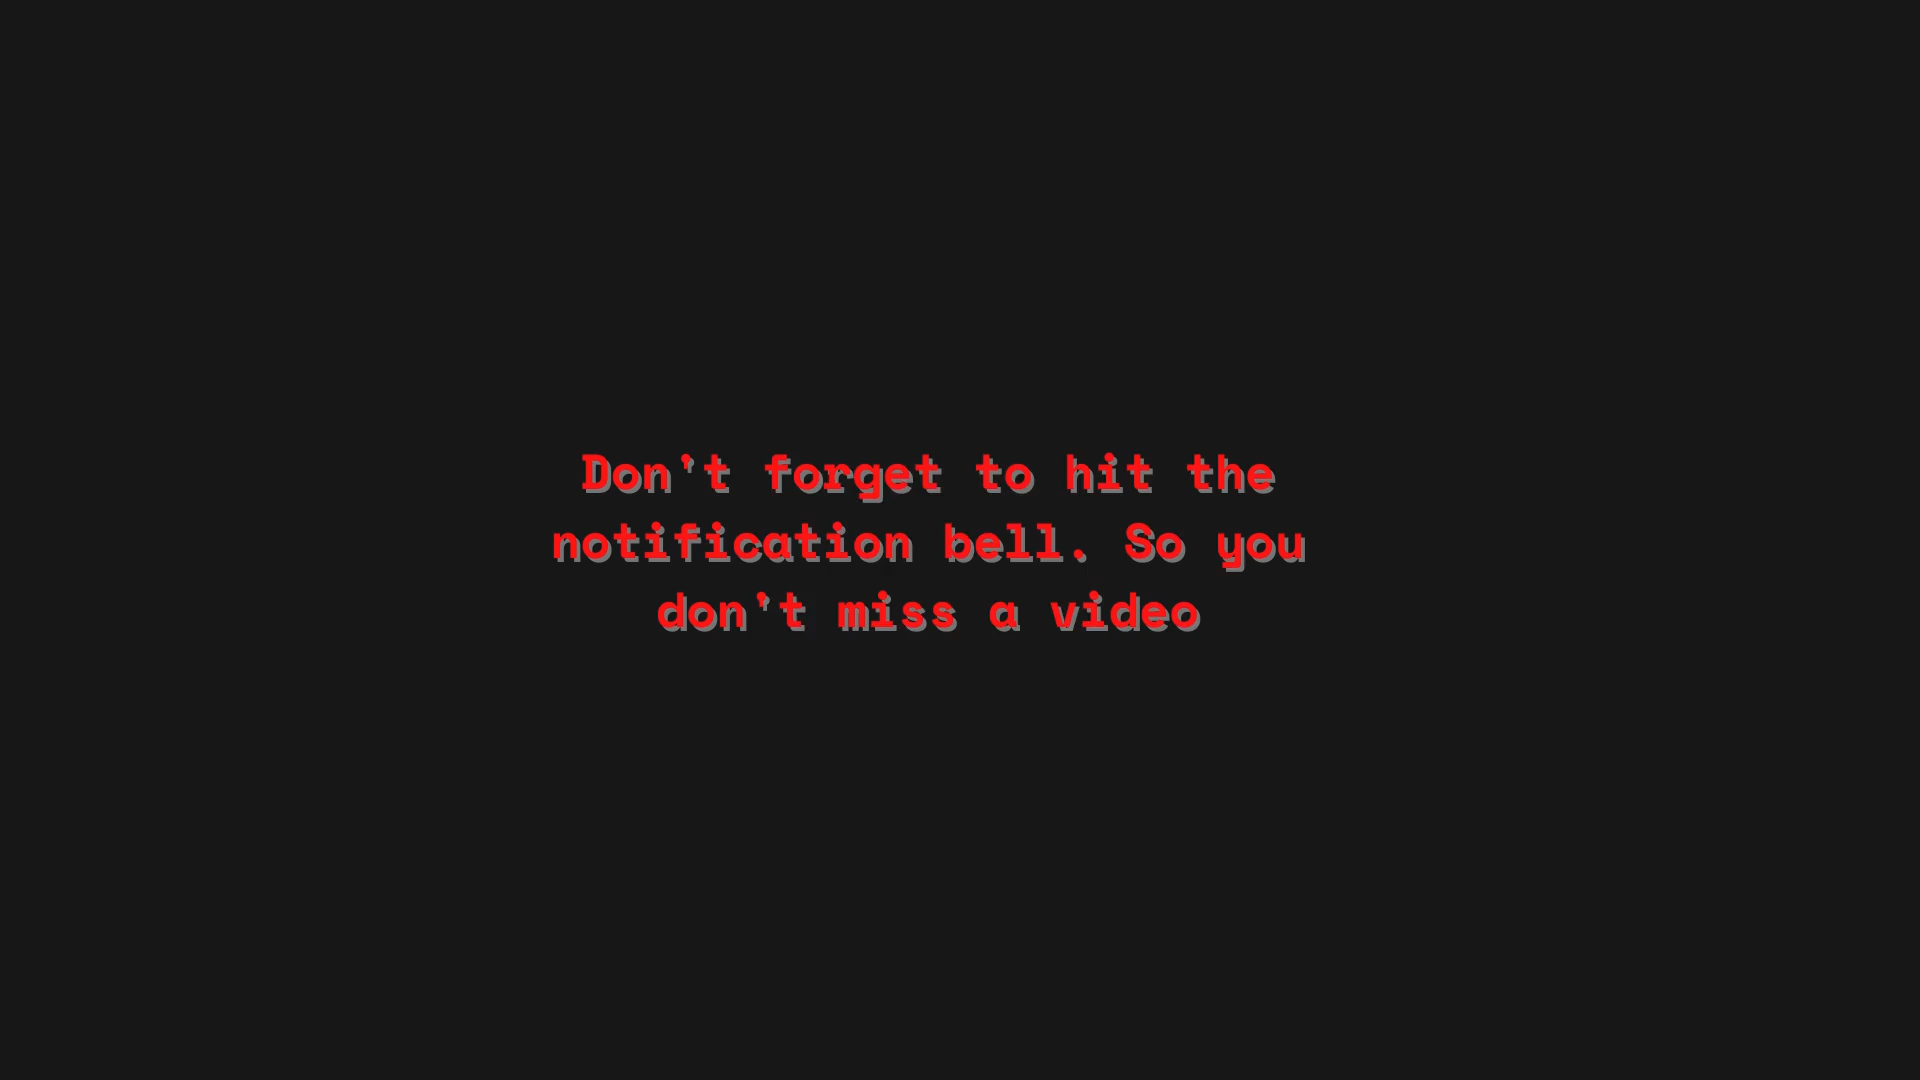 Don't forget to hit the
notification bell. So you
don't miss a video